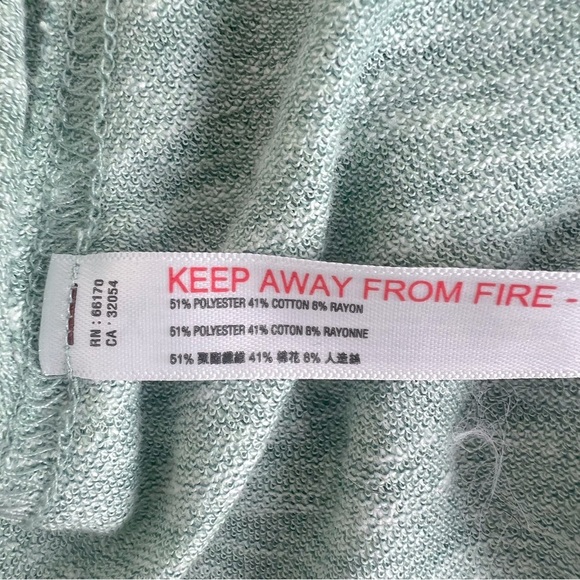 KEEP AWAY FROM FIRE -
51% POLYESTER 41% COTTON 8% RAYON
51% POLYESTER 41% COTON 8% RAYONNE
51% 聚酯纖維 41% 棉花 8% 人造絲
RN : 66170
CA : 32054